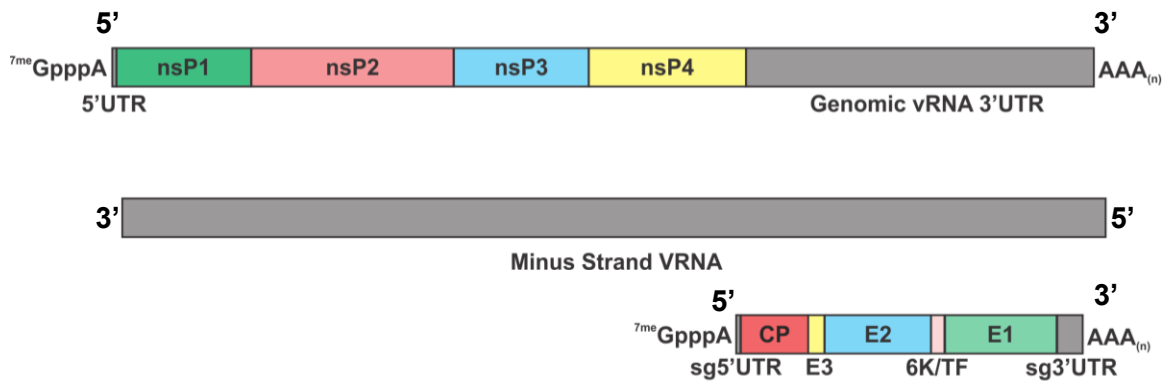 5’ 3’
⁷ᵐᵉGpppA nsP1 nsP2 nsP3 nsP4 AAA₍ₙ₎
5’UTR Genomic vRNA 3’UTR
3’ 5’
Minus Strand VRNA
5’ 3’
⁷ᵐᵉGpppA CP E2 E1 AAA₍ₙ₎
sg5’UTR E3 6K/TF sg3’UTR